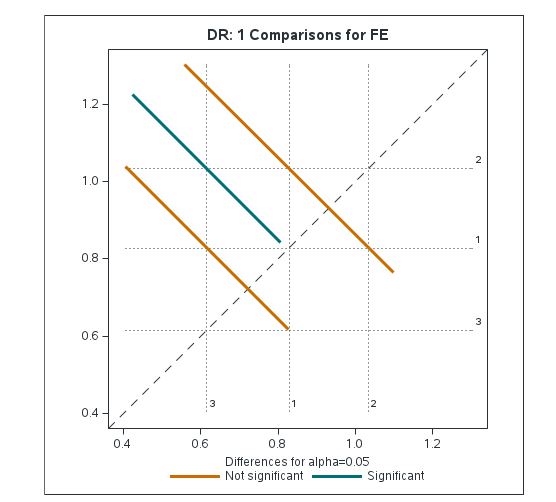 DR: 1 Comparisons for FE
1.2
1.0
0.8
0.6
0.4
2
1
3
3
1
2
0.4 0.6 0.8 1.0 1.2
Differences for alpha=0.05
Not significant Significant